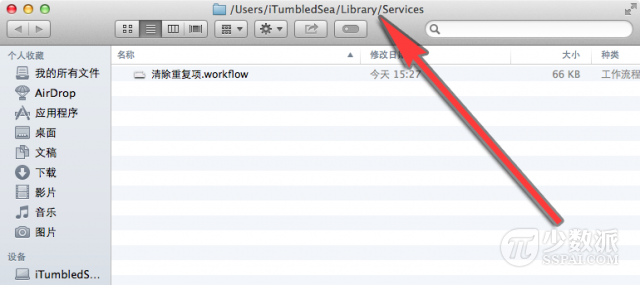 /Users/iTumbledSea/Library/Services
个人收藏
我的所有文件
AirDrop
应用程序
桌面
文稿
下载
影片
音乐
图片
设备
iTumbledS...
名称 修改日 大小 种类
清除重复项.workflow 今天 15:27 66 KB 工作流程
少数派
SSPAI.COM